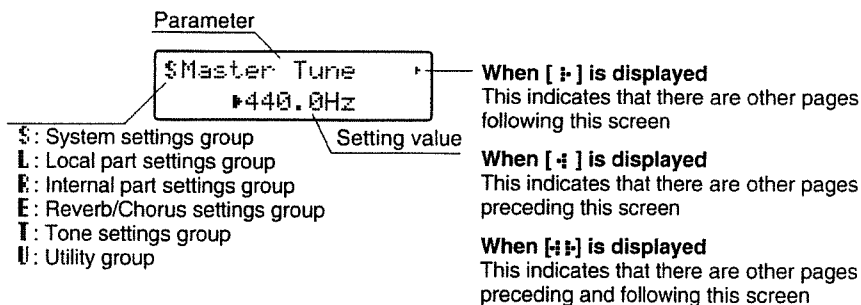 Parameter
SMaster Tune
440.0Hz
Setting value
S : System settings group
L : Local part settings group
R : Internal part settings group
E : Reverb/Chorus settings group
T : Tone settings group
U : Utility group
When [ ⡇▸ ] is displayed
This indicates that there are other pages
following this screen
When [ ◂⡇ ] is displayed
This indicates that there are other pages
preceding this screen
When [◂⡇ ⡇▸] is displayed
This indicates that there are other pages
preceding and following this screen